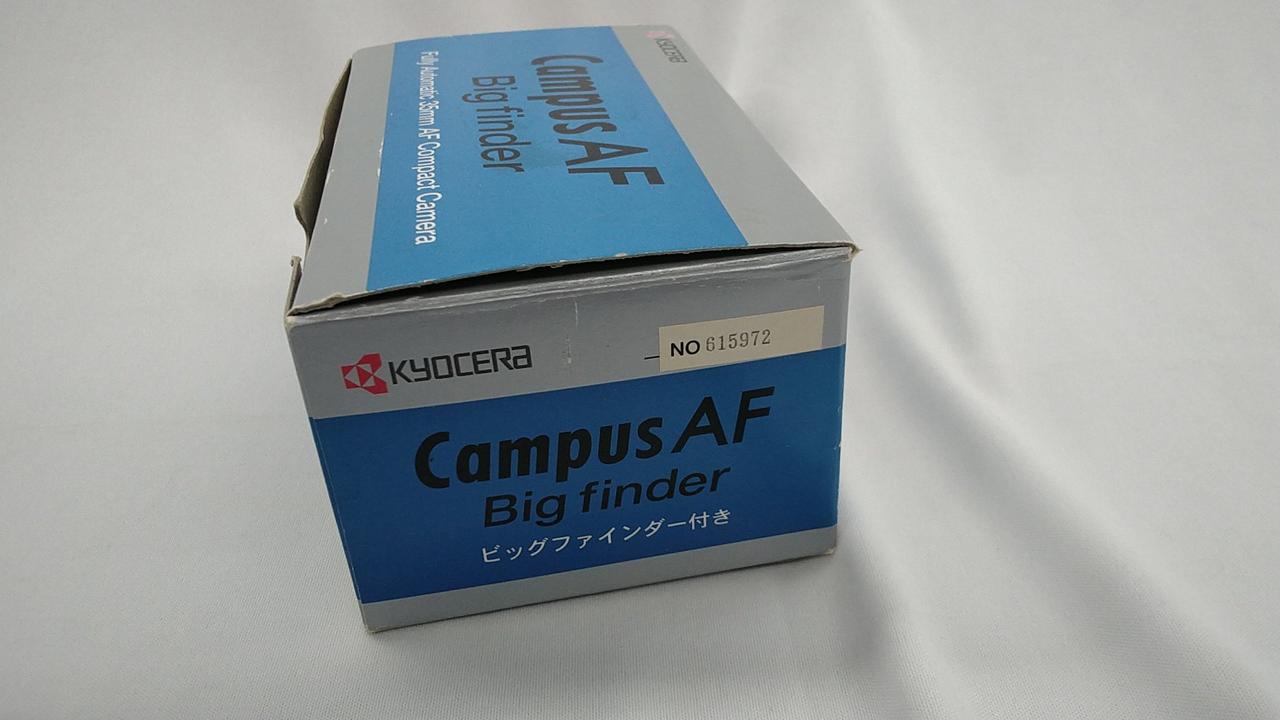 KYOCERA
Campus AF
Big finder
Fully Automatic 35mm AF Compact Camera
KYOCERA
NO 615972
Campus AF
Big finder
ビッグファインダー付き